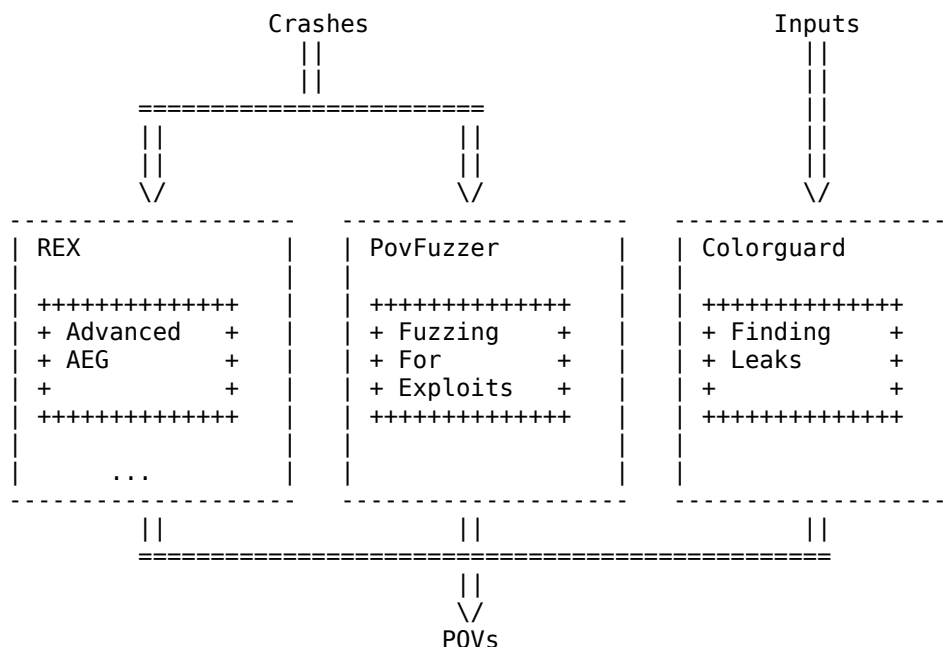 Crashes Inputs
REX PovFuzzer Colorguard
Advanced Fuzzing Finding
AEG For Leaks
Exploits
...
POVs